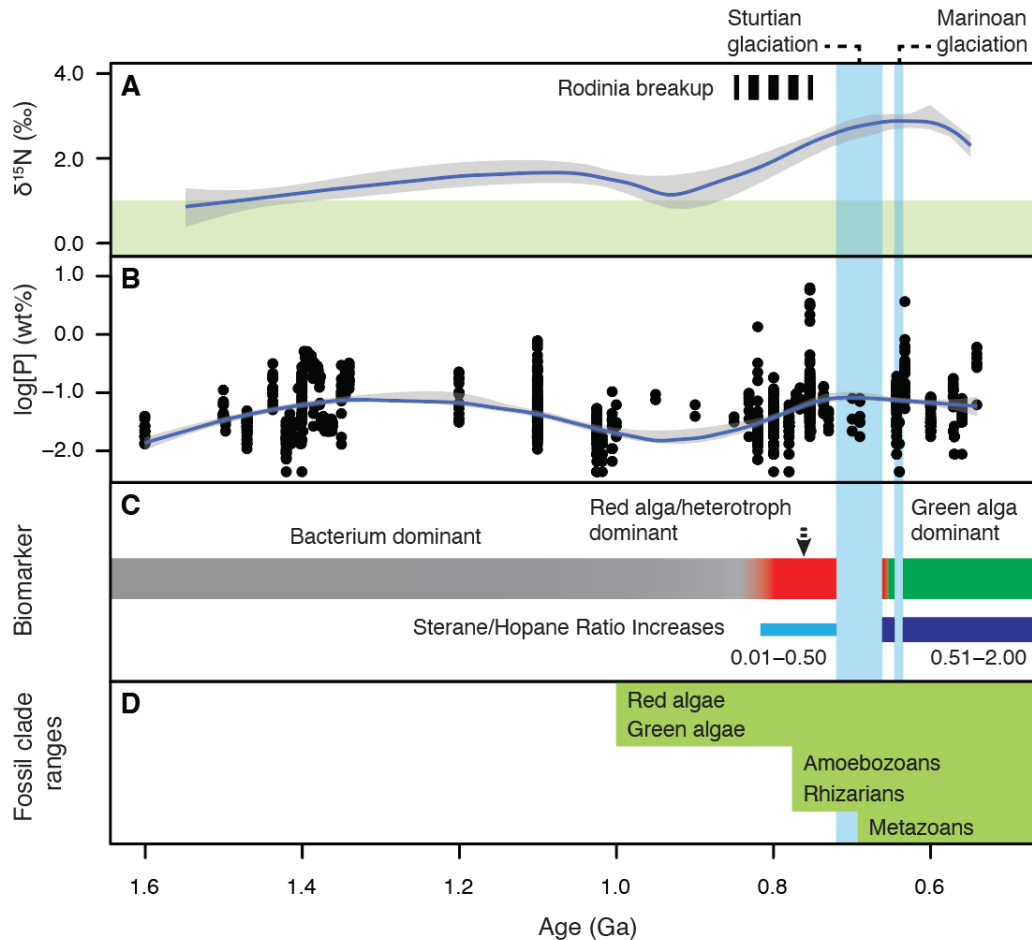 Sturtian
glaciation
Marinoan
glaciation
A
Rodinia breakup
δ¹⁵N (‰)
4.0
2.0
0.0
B
log[P] (wt%)
1.0
0.0
−1.0
−2.0
C
Biomarker
Bacterium dominant
Red alga/heterotroph
dominant
Green alga
dominant
Sterane/Hopane Ratio Increases
0.01–0.50
0.51–2.00
D
Fossil clade
ranges
Red algae
Green algae
Amoebozoans
Rhizarians
Metazoans
1.6
1.4
1.2
1.0
0.8
0.6
Age (Ga)